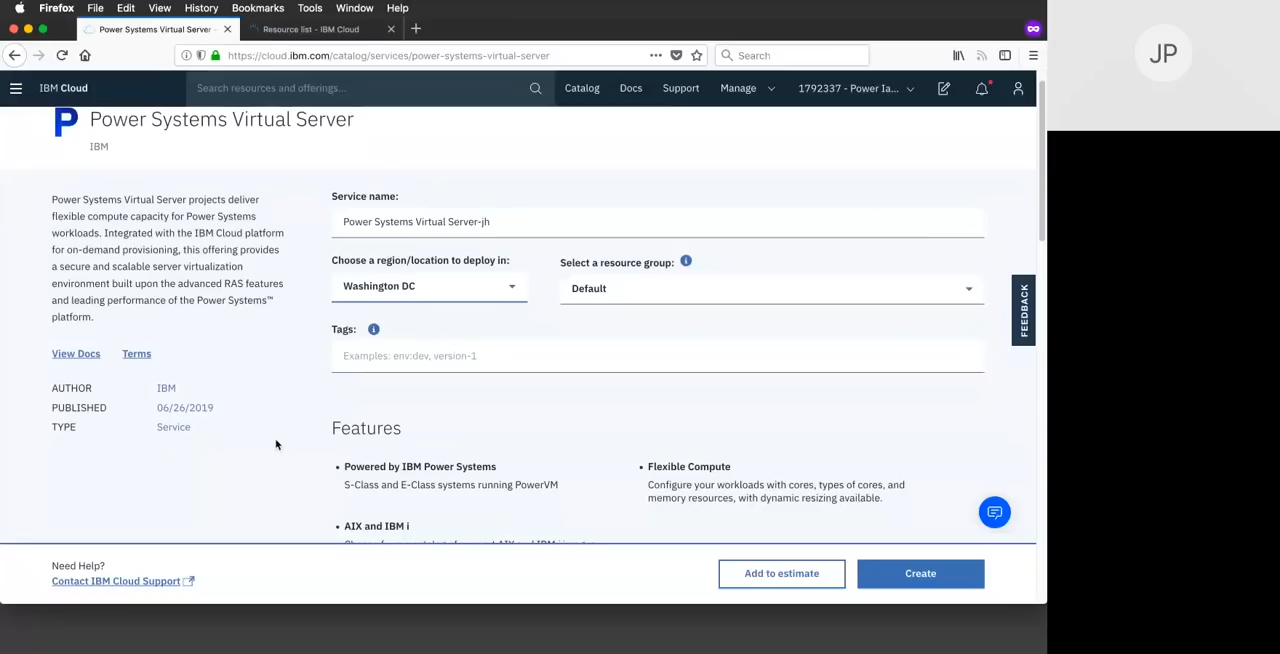 Firefox File Edit View History Bookmarks Tools Window Help
Power Systems Virtual Server - Resource list - IBM Cloud
https://cloud.ibm.com/catalog/services/power-systems-virtual-server Search
IBM Cloud Search resources and offerings... Catalog Docs Support Manage 1792337 - Power Ia...
P Power Systems Virtual Server
IBM
Power Systems Virtual Server projects deliver
flexible compute capacity for Power Systems
workloads. Integrated with the IBM Cloud platform
for on-demand provisioning, this offering provides
a secure and scalable server virtualization
environment built upon the advanced RAS features
and leading performance of the Power Systems™
platform.
View Docs Terms
AUTHOR IBM
PUBLISHED 06/26/2019
TYPE Service
Service name:
Power Systems Virtual Server-jh
Choose a region/location to deploy in:
Washington DC
Select a resource group:
Default
Tags:
Examples: env:dev, version-1
Features
• Powered by IBM Power Systems
S-Class and E-Class systems running PowerVM
• Flexible Compute
Configure your workloads with cores, types of cores, and
memory resources, with dynamic resizing available.
• AIX and IBM i
FEEDBACK
Need Help?
Contact IBM Cloud Support
Add to estimate
Create
JP